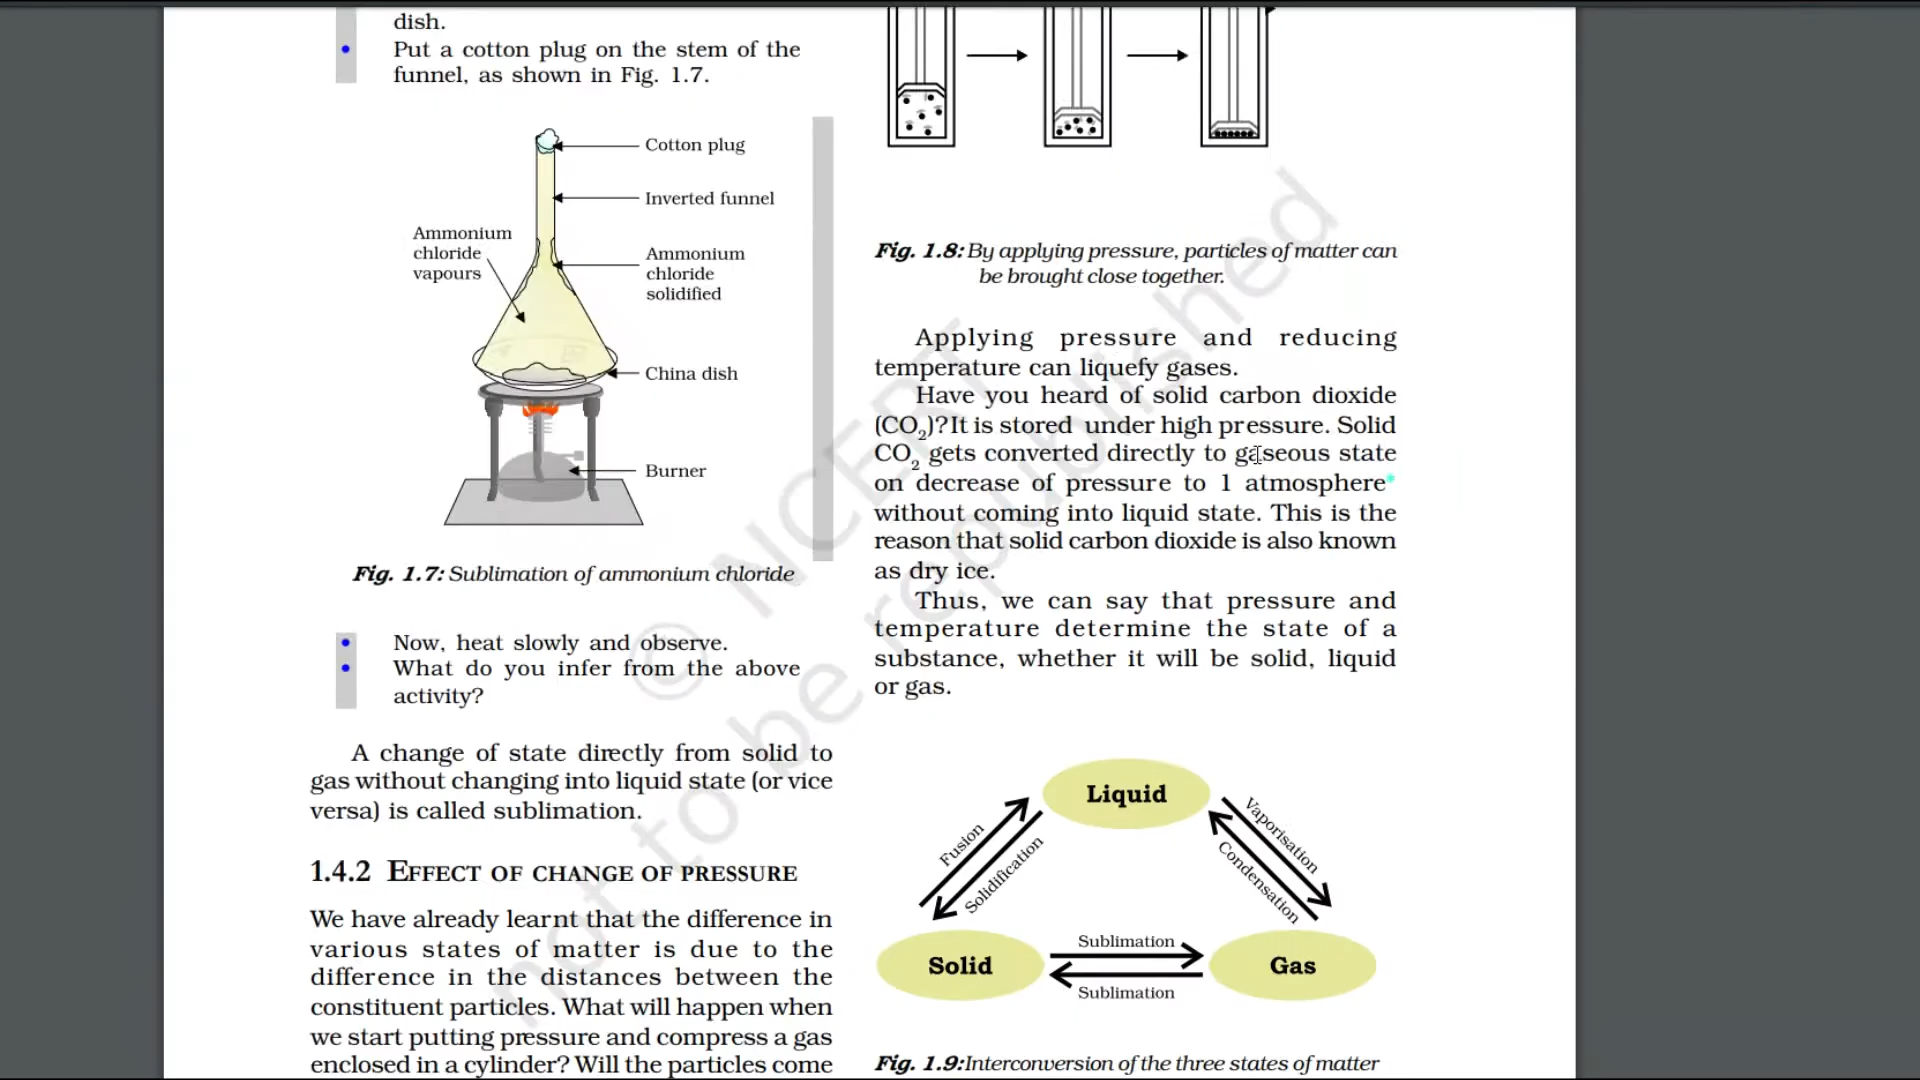 dish.
• Put a cotton plug on the stem of the
funnel, as shown in Fig. 1.7.
Cotton plug
Inverted funnel
Ammonium
chloride
vapours
Ammonium
chloride
solidified
China dish
Burner
Fig. 1.7: Sublimation of ammonium chloride
• Now, heat slowly and observe.
• What do you infer from the above
activity?
A change of state directly from solid to
gas without changing into liquid state (or vice
versa) is called sublimation.
1.4.2 EFFECT OF CHANGE OF PRESSURE
We have already learnt that the difference in
various states of matter is due to the
difference in the distances between the
constituent particles. What will happen when
we start putting pressure and compress a gas
enclosed in a cylinder? Will the particles come
Fig. 1.8: By applying pressure, particles of matter can
be brought close together.
Applying pressure and reducing
temperature can liquefy gases.
Have you heard of solid carbon dioxide
(CO₂)? It is stored under high pressure. Solid
CO₂ gets converted directly to gaseous state
on decrease of pressure to 1 atmosphere*
without coming into liquid state. This is the
reason that solid carbon dioxide is also known
as dry ice.
Thus, we can say that pressure and
temperature determine the state of a
substance, whether it will be solid, liquid
or gas.
Liquid
Fusion
Solidification
Vaporisation
Condensation
Solid
Sublimation
Sublimation
Gas
Fig. 1.9: Interconversion of the three states of matter
© NCERT
not to be republished